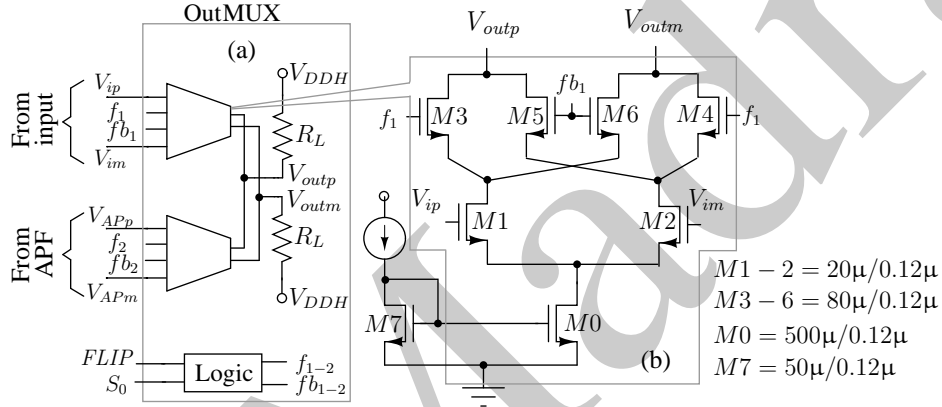 OutMUX
(a)
From input
V_ip
f_1
fb_1
V_im
V_DDH
R_L
V_outp
V_outm
R_L
V_DDH
From APF
V_APp
f_2
fb_2
V_APm
FLIP
S_0
Logic
f_1−2
fb_1−2
V_outp
V_outm
f_1
M3
M5
fb_1
M6
M4
f_1
V_ip
M1
M2
V_im
M7
M0
(b)
M1 − 2 = 20µ/0.12µ
M3 − 6 = 80µ/0.12µ
M0 = 500µ/0.12µ
M7 = 50µ/0.12µ